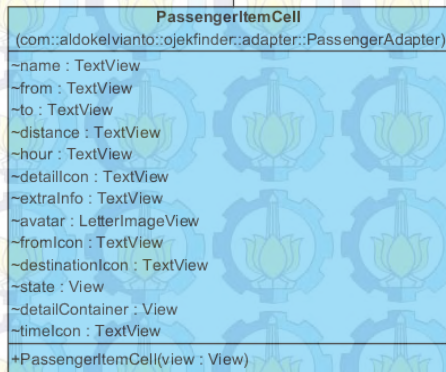 PassengerItemCell
(com::aldokelvianto::ojekfinder::adapter::PassengerAdapter)
~name : TextView
~from : TextView
~to : TextView
~distance : TextView
~hour : TextView
~detailIcon : TextView
~extraInfo : TextView
~avatar : LetterImageView
~fromIcon : TextView
~destinationIcon : TextView
~state : View
~detailContainer : View
~timeIcon : TextView
+PassengerItemCell(view : View)